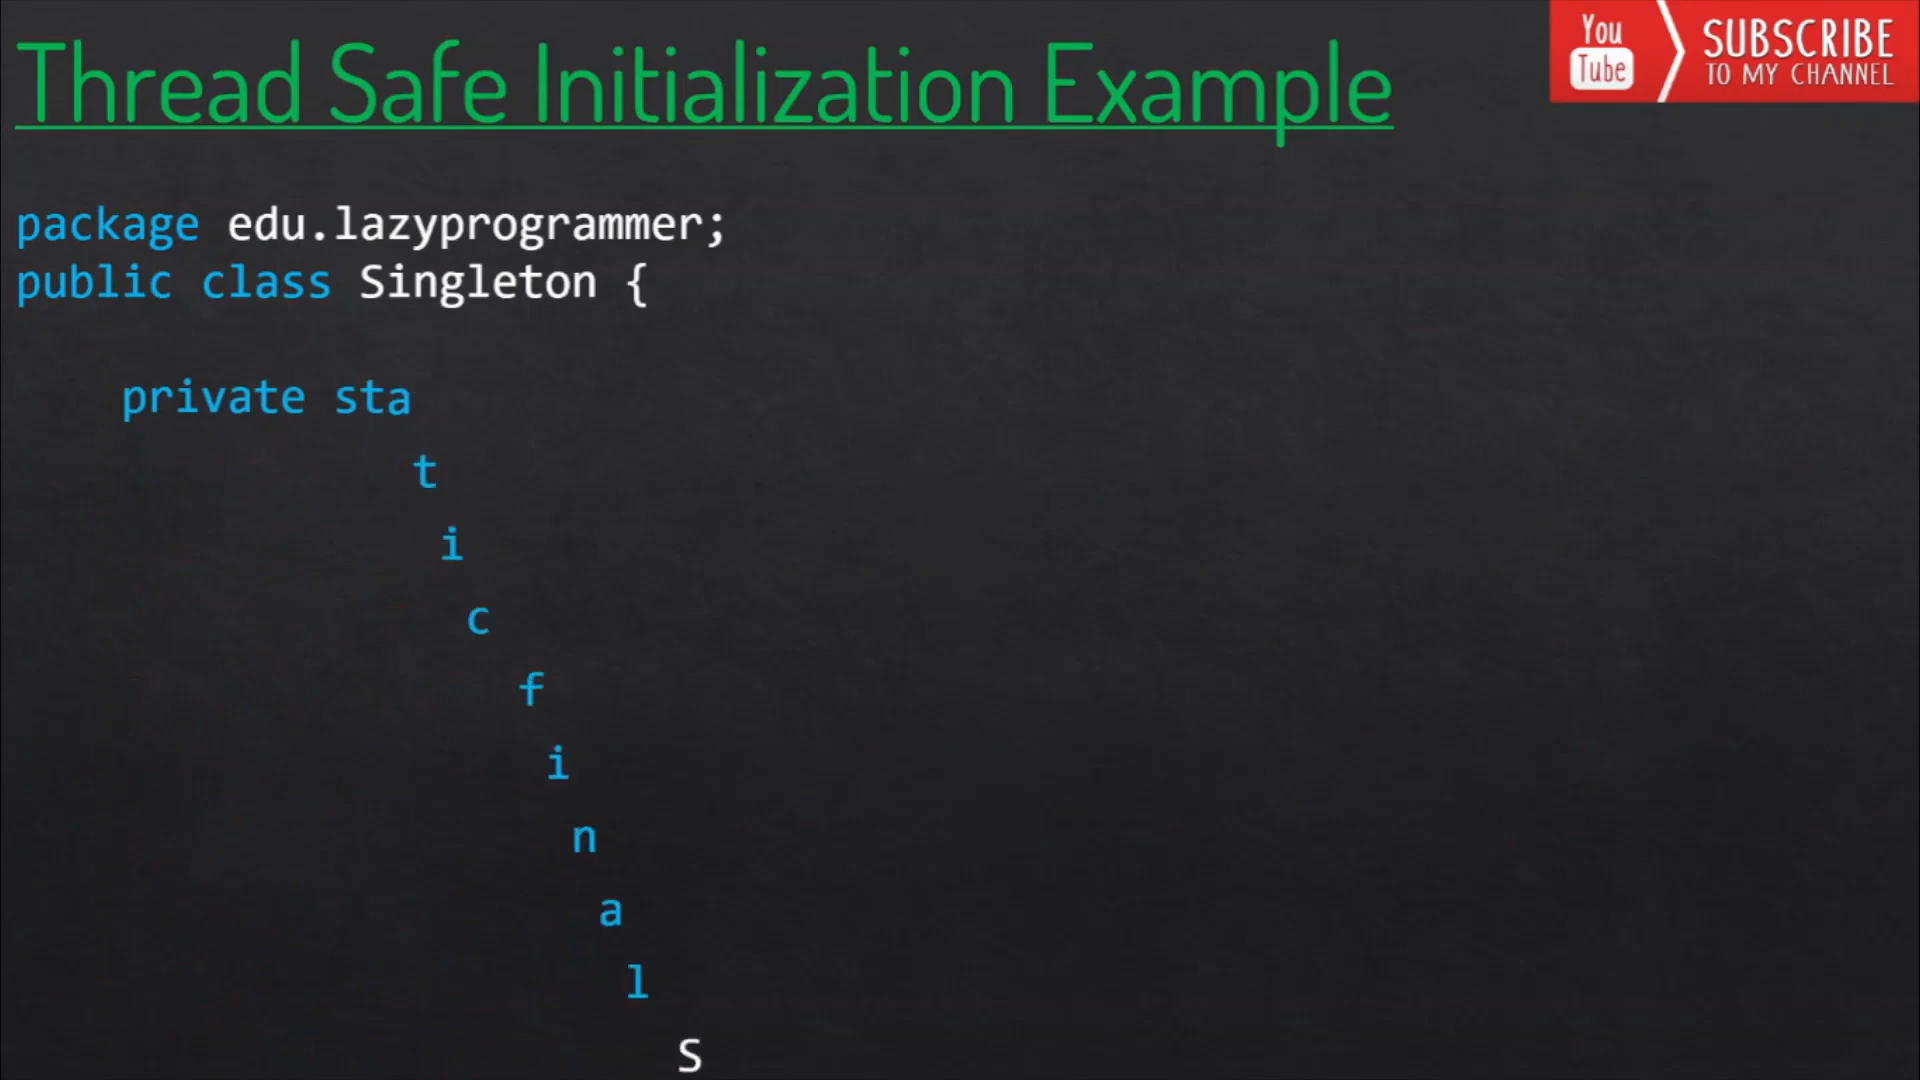 Thread Safe Initialization Example
You
Tube
SUBSCRIBE
TO MY CHANNEL
package edu.lazyprogrammer;
public class Singleton {
private sta
t
i
c
f
i
n
a
l
S